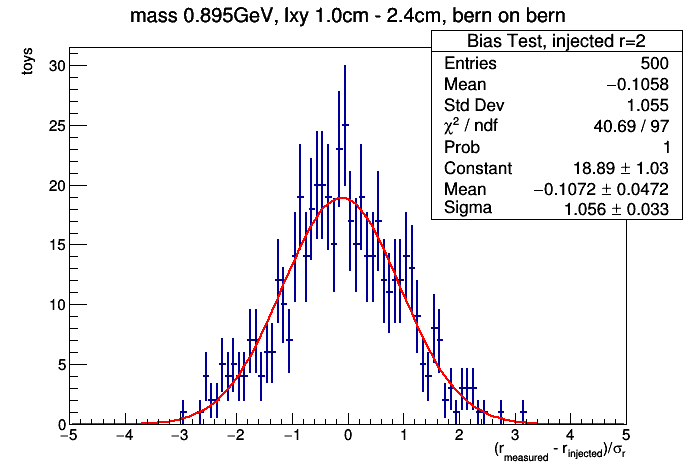 mass 0.895GeV, lxy 1.0cm - 2.4cm, bern on bern
toys
Bias Test, injected r=2
Entries 500
Mean −0.1058
Std Dev 1.055
χ² / ndf 40.69 / 97
Prob 1
Constant 18.89 ± 1.03
Mean −0.1072 ± 0.0472
Sigma 1.056 ± 0.033
30
25
20
15
10
5
0
−5 −4 −3 −2 −1 0 1 2 3 4 5
(r_measured - r_injected)/σ_r